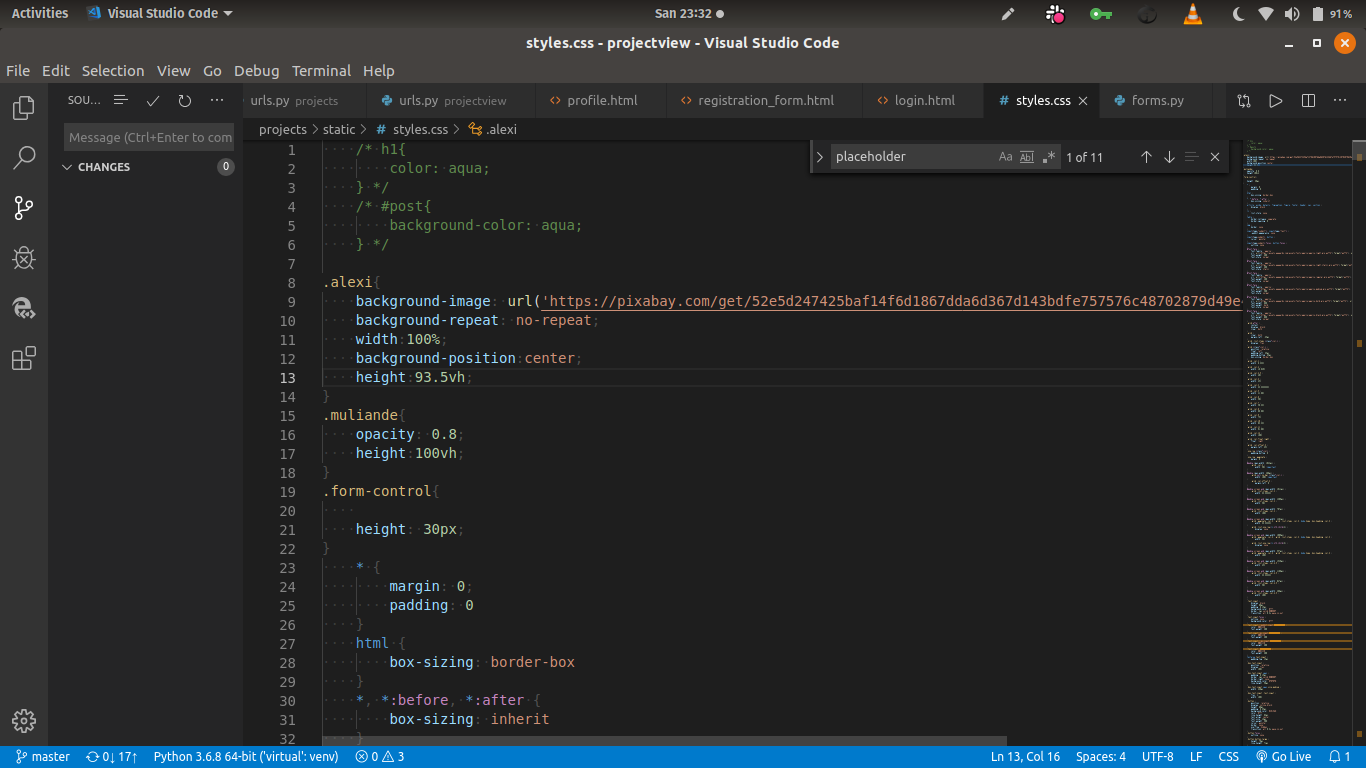 Activities Visual Studio Code San 23:32 91%
styles.css - projectview - Visual Studio Code
File Edit Selection View Go Debug Terminal Help
SOU... urls.py projects urls.py projectview profile.html registration_form.html login.html styles.css forms.py
projects > static > # styles.css > .alexi
Message (Ctrl+Enter to com
CHANGES 0
placeholder Aa Abl .* 1 of 11
1 /* h1{
2 color: aqua;
3 } */
4 /* #post{
5 background-color: aqua;
6 } */
7
8 .alexi{
9 background-image: url('https://pixabay.com/get/52e5d247425baf14f6d1867dda6d367d143bdfe757576c48702879d49e4
10 background-repeat: no-repeat;
11 width:100%;
12 background-position:center;
13 height:93.5vh;
14 }
15 .muliande{
16 opacity: 0.8;
17 height:100vh;
18 }
19 .form-control{
20
21 height: 30px;
22 }
23 * {
24 margin: 0;
25 padding: 0
26 }
27 html {
28 box-sizing: border-box
29 }
30 *, *:before, *:after {
31 box-sizing: inherit
32 }
master 0↓ 17↑ Python 3.6.8 64-bit ('virtual': venv) 0 3 Ln 13, Col 16 Spaces: 4 UTF-8 LF CSS Go Live 1